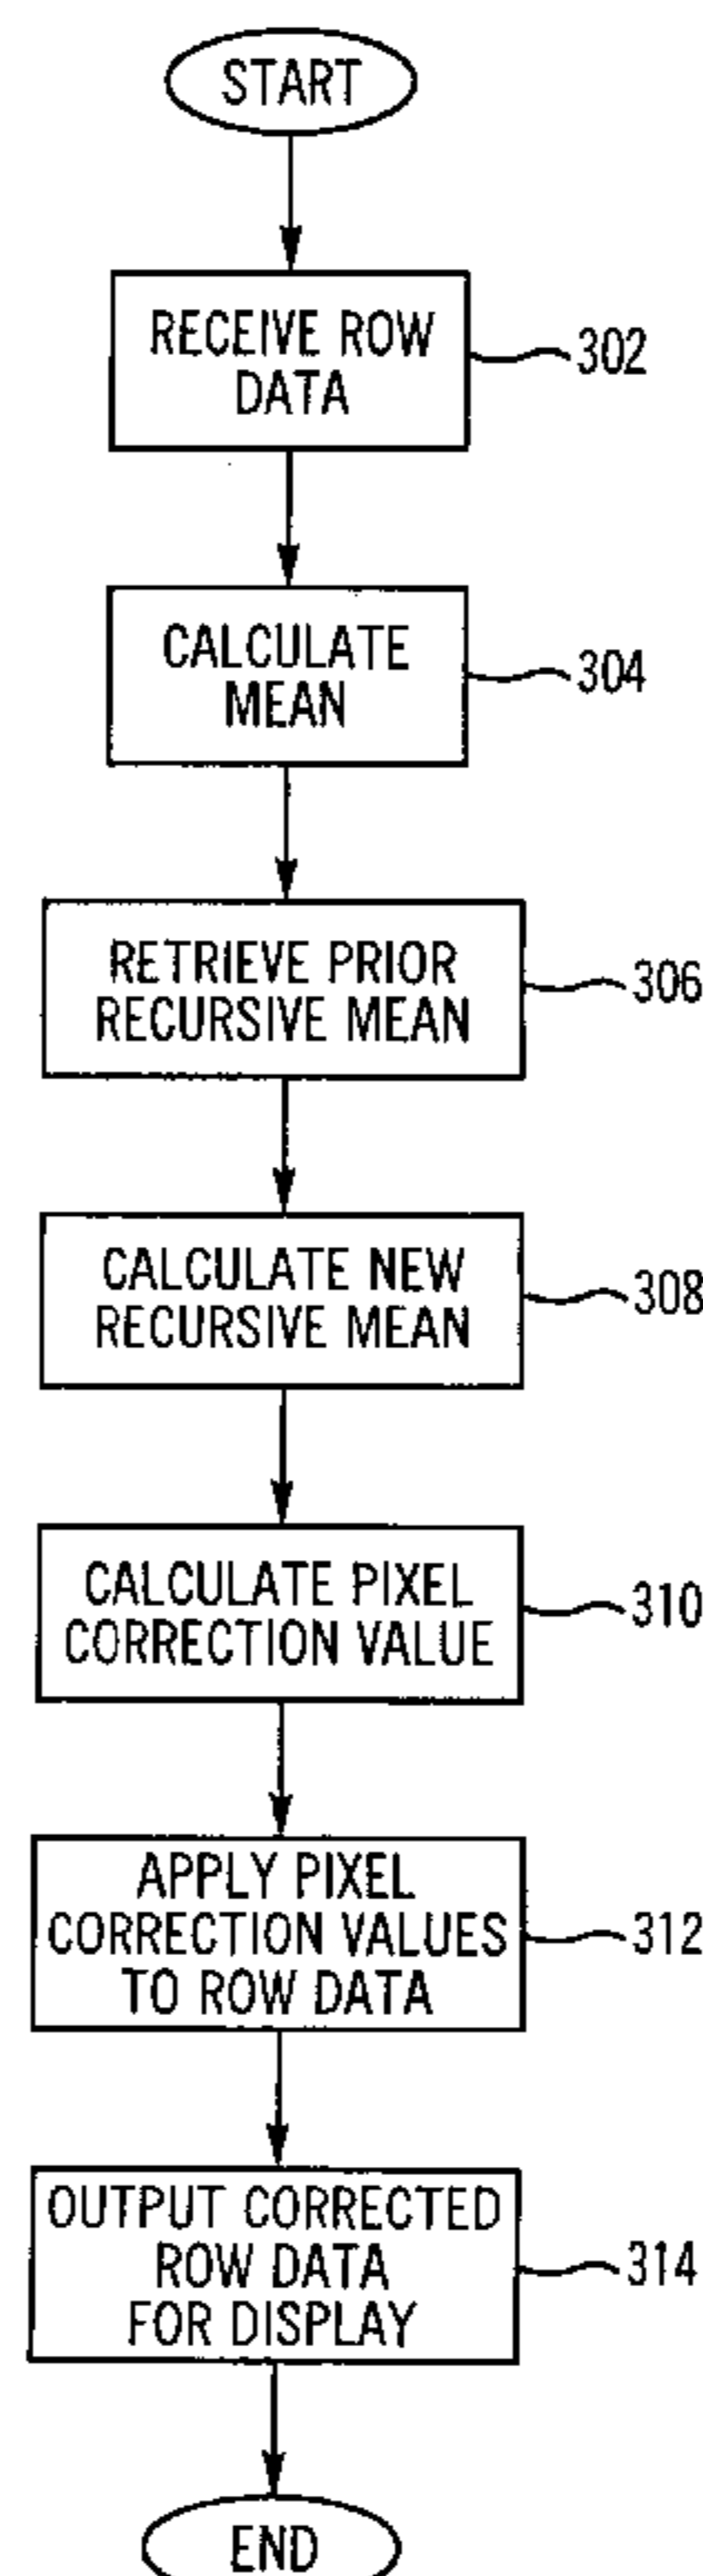 START
RECEIVE ROW
DATA
302
CALCULATE
MEAN
304
RETRIEVE PRIOR
RECURSIVE MEAN
306
CALCULATE NEW
RECURSIVE MEAN
308
CALCULATE PIXEL
CORRECTION VALUE
310
APPLY PIXEL
CORRECTION VALUES
TO ROW DATA
312
OUTPUT CORRECTED
ROW DATA
FOR DISPLAY
314
END